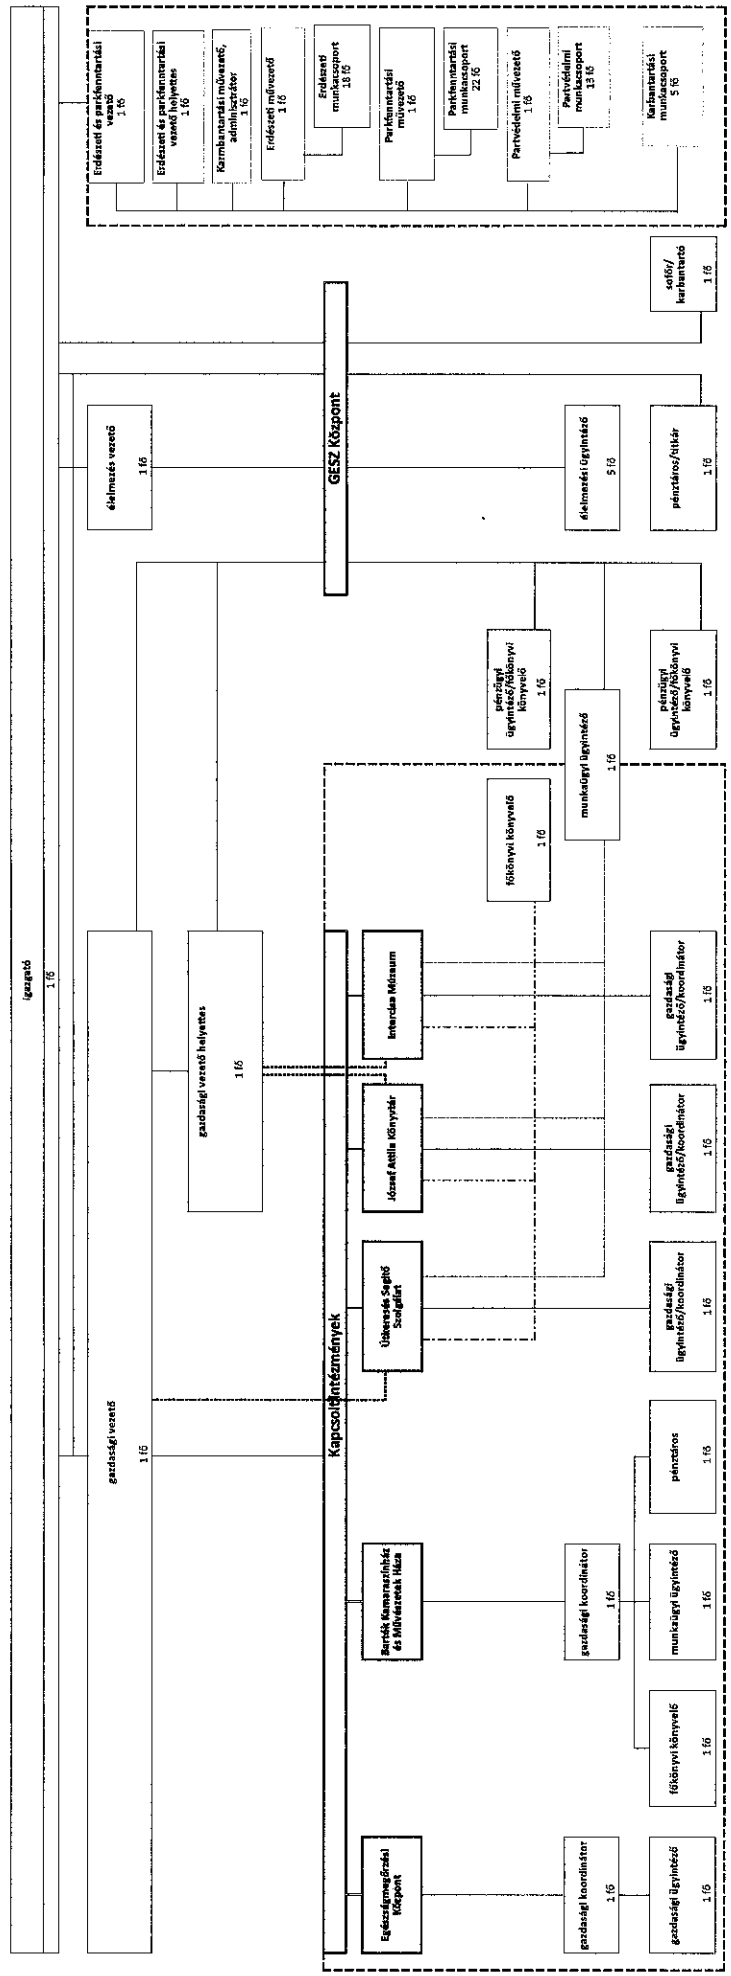 igazgató
1 fő
gazdasági vezető
1 fő
élelmezés vezető
1 fő
gazdasági vezető helyettes
1 fő
Kapcsolt Intézmények
GESZ Központ
Egészségmegőrzési
Központ
Bartók Kamaraszínház
és Művészetek Háza
Útkeresés Segítő
Szolgálat
József Attila Könyvtár
Intercisa Múzeum
főkönyvi könyvelő
1 fő
pénzügyi
ügyintéző/főkönyvi
könyvelő
1 fő
gazdasági koordinátor
1 fő
gazdasági koordinátor
1 fő
munkaügyi ügyintéző
1 fő
élelmezési ügyintéző
5 fő
gazdasági ügyintéző
1 fő
főkönyvi könyvelő
1 fő
munkaügyi ügyintéző
1 fő
pénztáros
1 fő
gazdasági
ügyintéző/koordinátor
1 fő
gazdasági
ügyintéző/koordinátor
1 fő
gazdasági
ügyintéző/koordinátor
1 fő
pénzügyi
ügyintéző/főkönyvi
könyvelő
1 fő
pénztáros/titkár
1 fő
sofőr/
karbantartó
1 fő
Erdészeti és parkfenntartási
vezető
1 fő
Erdészeti és parkfenntartási
vezető helyettes
1 fő
Karmbantartási művezető,
adminisztrátor
1 fő
Erdészeti művezető
1 fő
Erdészeti
munkacsoport
18 fő
Parkfenntartási
művezető
1 fő
Parkfenntartási
munkacsoport
22 fő
Partvédelmi művezető
1 fő
Partvédelmi
munkacsoport
13 fő
Karbantartási
munkacsoport
5 fő